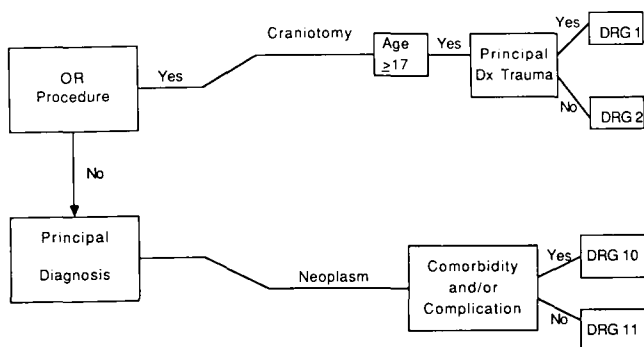 Craniotomy
OR
Procedure
Yes
Age
≥17
Yes
Principal
Dx Trauma
Yes
DRG 1
No
DRG 2
No
Principal
Diagnosis
Neoplasm
Comorbidity
and/or
Complication
Yes
DRG 10
No
DRG 11